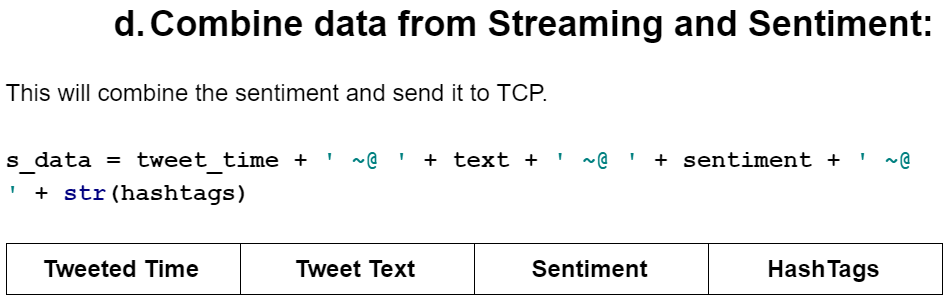 d. Combine data from Streaming and Sentiment:
This will combine the sentiment and send it to TCP.
s_data = tweet_time + ' ~@ ' + text + ' ~@ ' + sentiment + ' ~@
' + str(hashtags)
Tweeted Time Tweet Text Sentiment HashTags